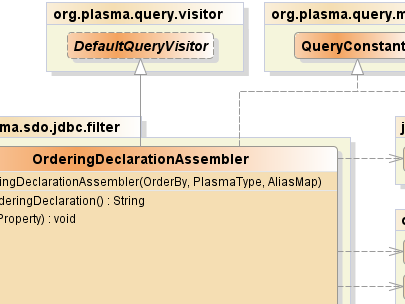 org.plasma.query.visitor
org.plasma.query.m
DefaultQueryVisitor
QueryConstant
ma.sdo.jdbc.filter
OrderingDeclarationAssembler
ingDeclarationAssembler(OrderBy, PlasmaType, AliasMap)
deringDeclaration() : String
Property) : void